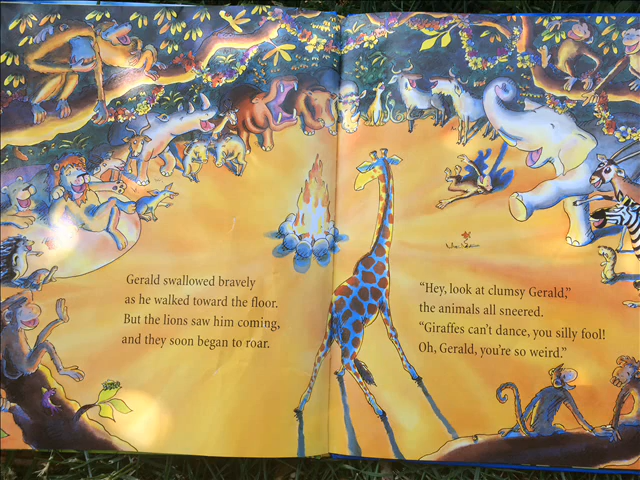 Gerald swallowed bravely
as he walked toward the floor.
But the lions saw him coming,
and they soon began to roar.
"Hey, look at clumsy Gerald,"
the animals all sneered.
"Giraffes can't dance, you silly fool!
Oh, Gerald, you're so weird."